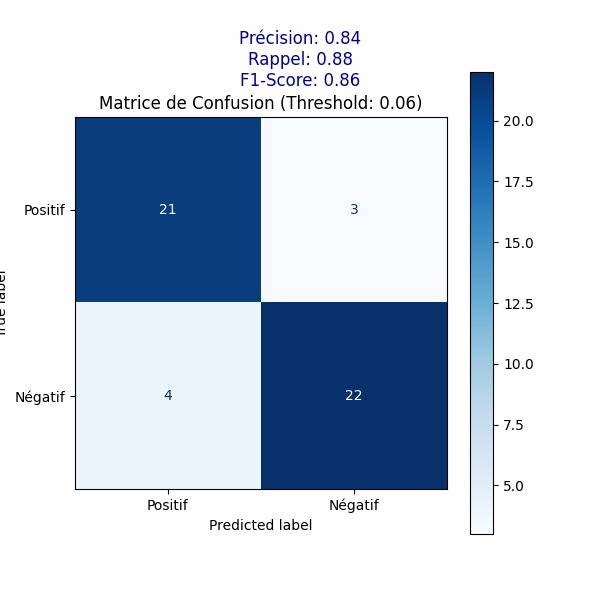 Précision: 0.84
Rappel: 0.88
F1-Score: 0.86
Matrice de Confusion (Threshold: 0.06)
Positif
21
3
Négatif
4
22
Positif
Négatif
label
Predicted label
20.0
17.5
15.0
12.5
10.0
7.5
5.0